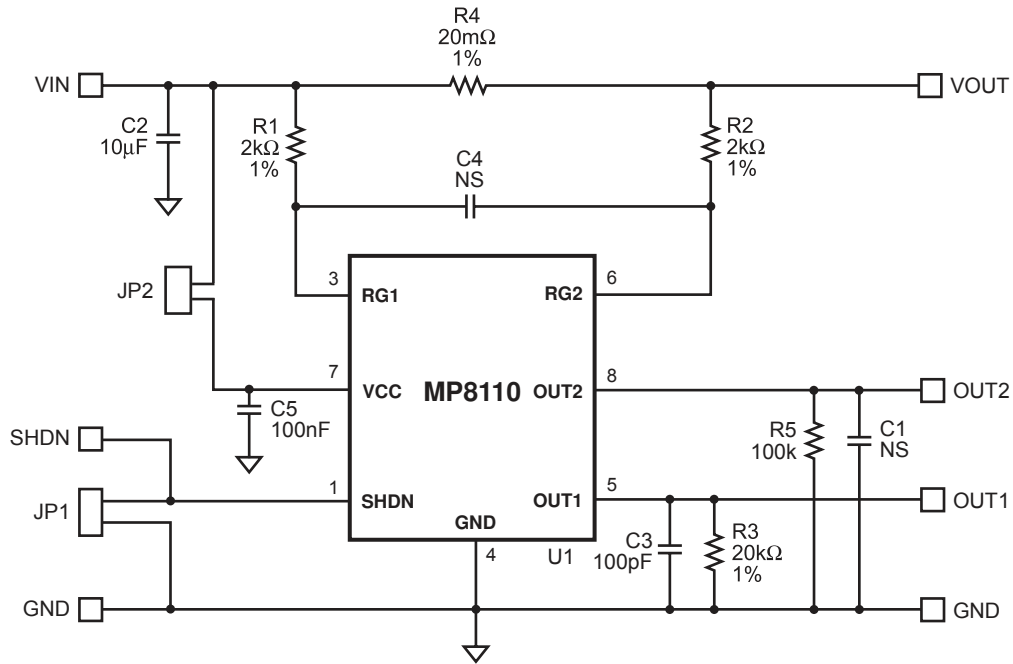 R4
20mΩ
1%
VIN
VOUT
C2
10μF
R1
2kΩ
1%
C4
NS
R2
2kΩ
1%
JP2
3
RG1
6
RG2
7
VCC
MP8110
OUT2
8
OUT2
C5
100nF
R5
100k
C1
NS
SHDN
JP1
1
SHDN
GND
OUT1
5
OUT1
4
U1
C3
100pF
R3
20kΩ
1%
GND
GND